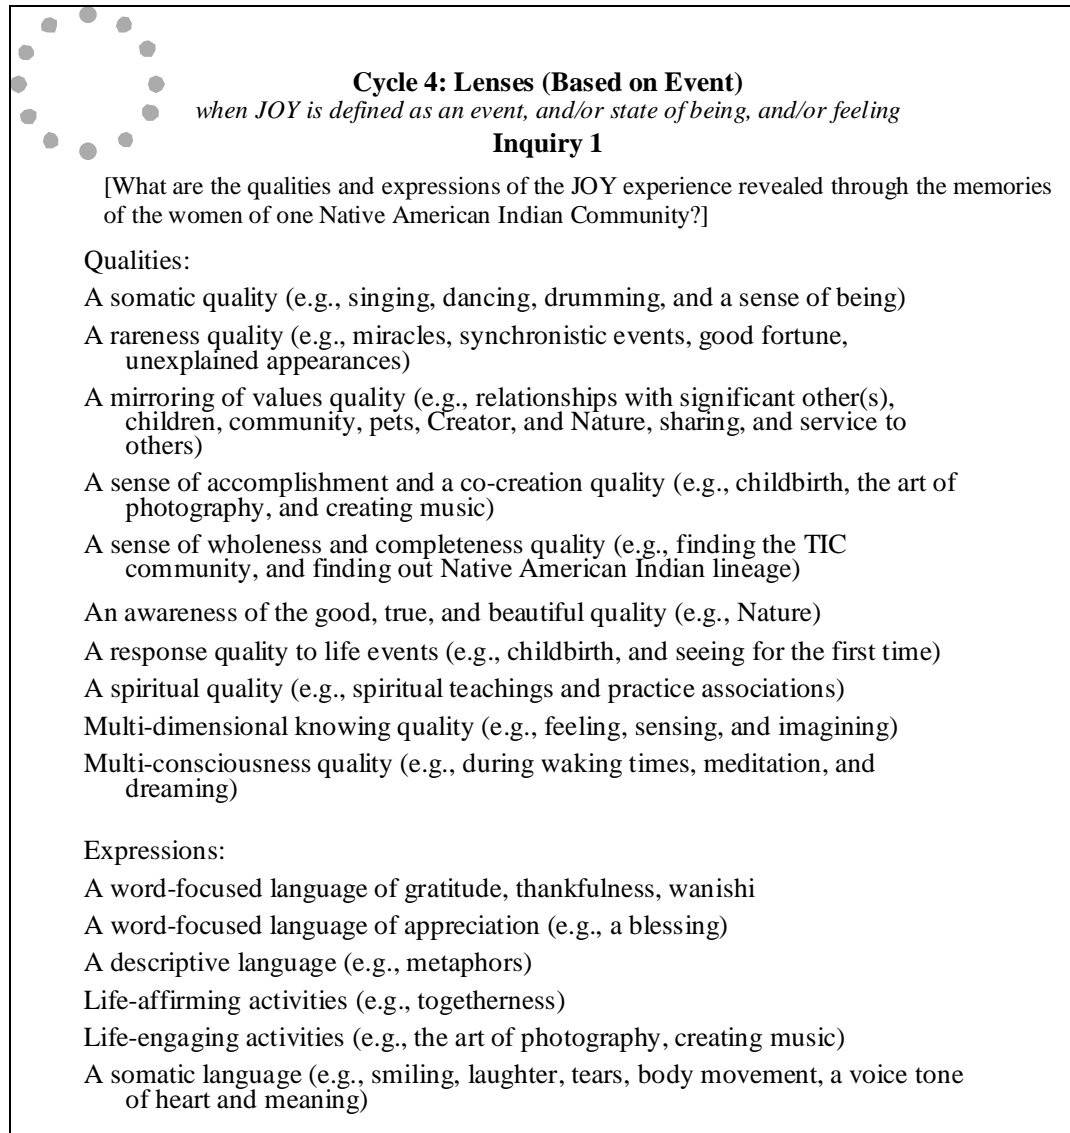 Cycle 4: Lenses (Based on Event)
when JOY is defined as an event, and/or state of being, and/or feeling
Inquiry 1
[What are the qualities and expressions of the JOY experience revealed through the memories
of the women of one Native American Indian Community?]
Qualities:
A somatic quality (e.g., singing, dancing, drumming, and a sense of being)
A rareness quality (e.g., miracles, synchronistic events, good fortune,
unexplained appearances)
A mirroring of values quality (e.g., relationships with significant other(s),
children, community, pets, Creator, and Nature, sharing, and service to
others)
A sense of accomplishment and a co-creation quality (e.g., childbirth, the art of
photography, and creating music)
A sense of wholeness and completeness quality (e.g., finding the TIC
community, and finding out Native American Indian lineage)
An awareness of the good, true, and beautiful quality (e.g., Nature)
A response quality to life events (e.g., childbirth, and seeing for the first time)
A spiritual quality (e.g., spiritual teachings and practice associations)
Multi-dimensional knowing quality (e.g., feeling, sensing, and imagining)
Multi-consciousness quality (e.g., during waking times, meditation, and
dreaming)
Expressions:
A word-focused language of gratitude, thankfulness, wanishi
A word-focused language of appreciation (e.g., a blessing)
A descriptive language (e.g., metaphors)
Life-affirming activities (e.g., togetherness)
Life-engaging activities (e.g., the art of photography, creating music)
A somatic language (e.g., smiling, laughter, tears, body movement, a voice tone
of heart and meaning)